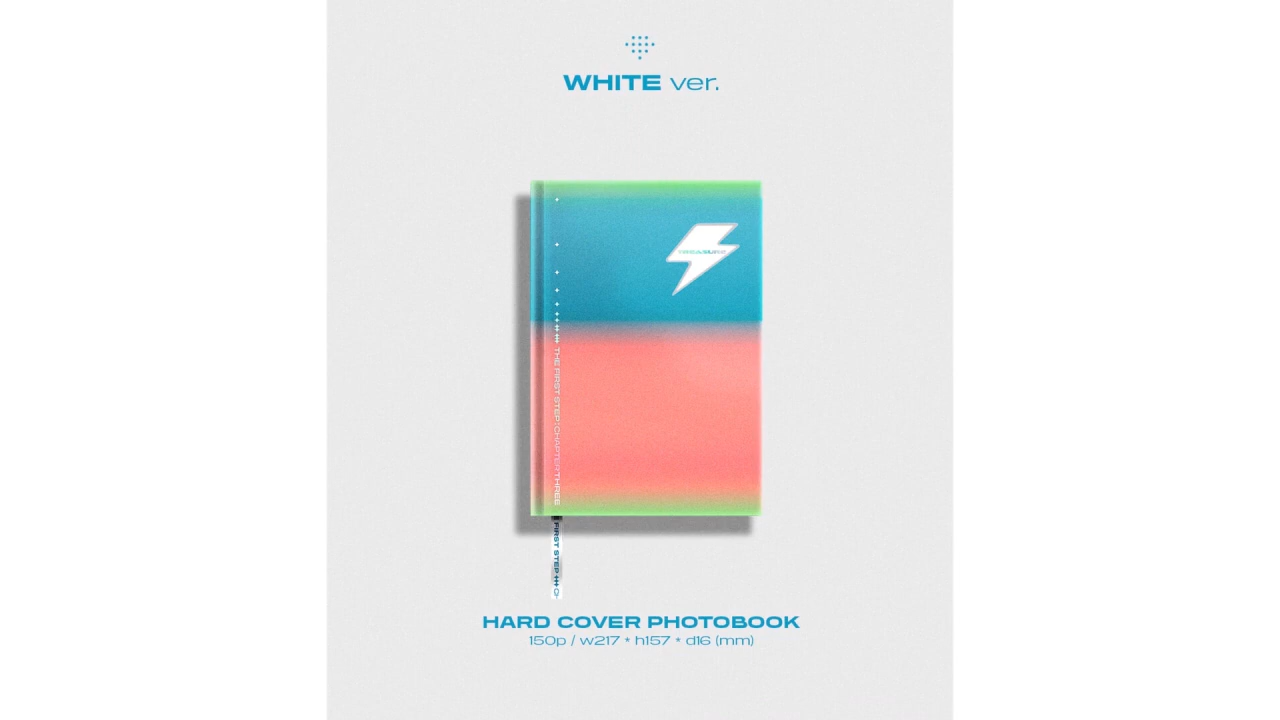 WHITE ver.
TREASURE
THE FIRST STEP:CHAPTER THREE
FIRST STEP
HARD COVER PHOTOBOOK
150p / w217 * h157 * d16 (mm)